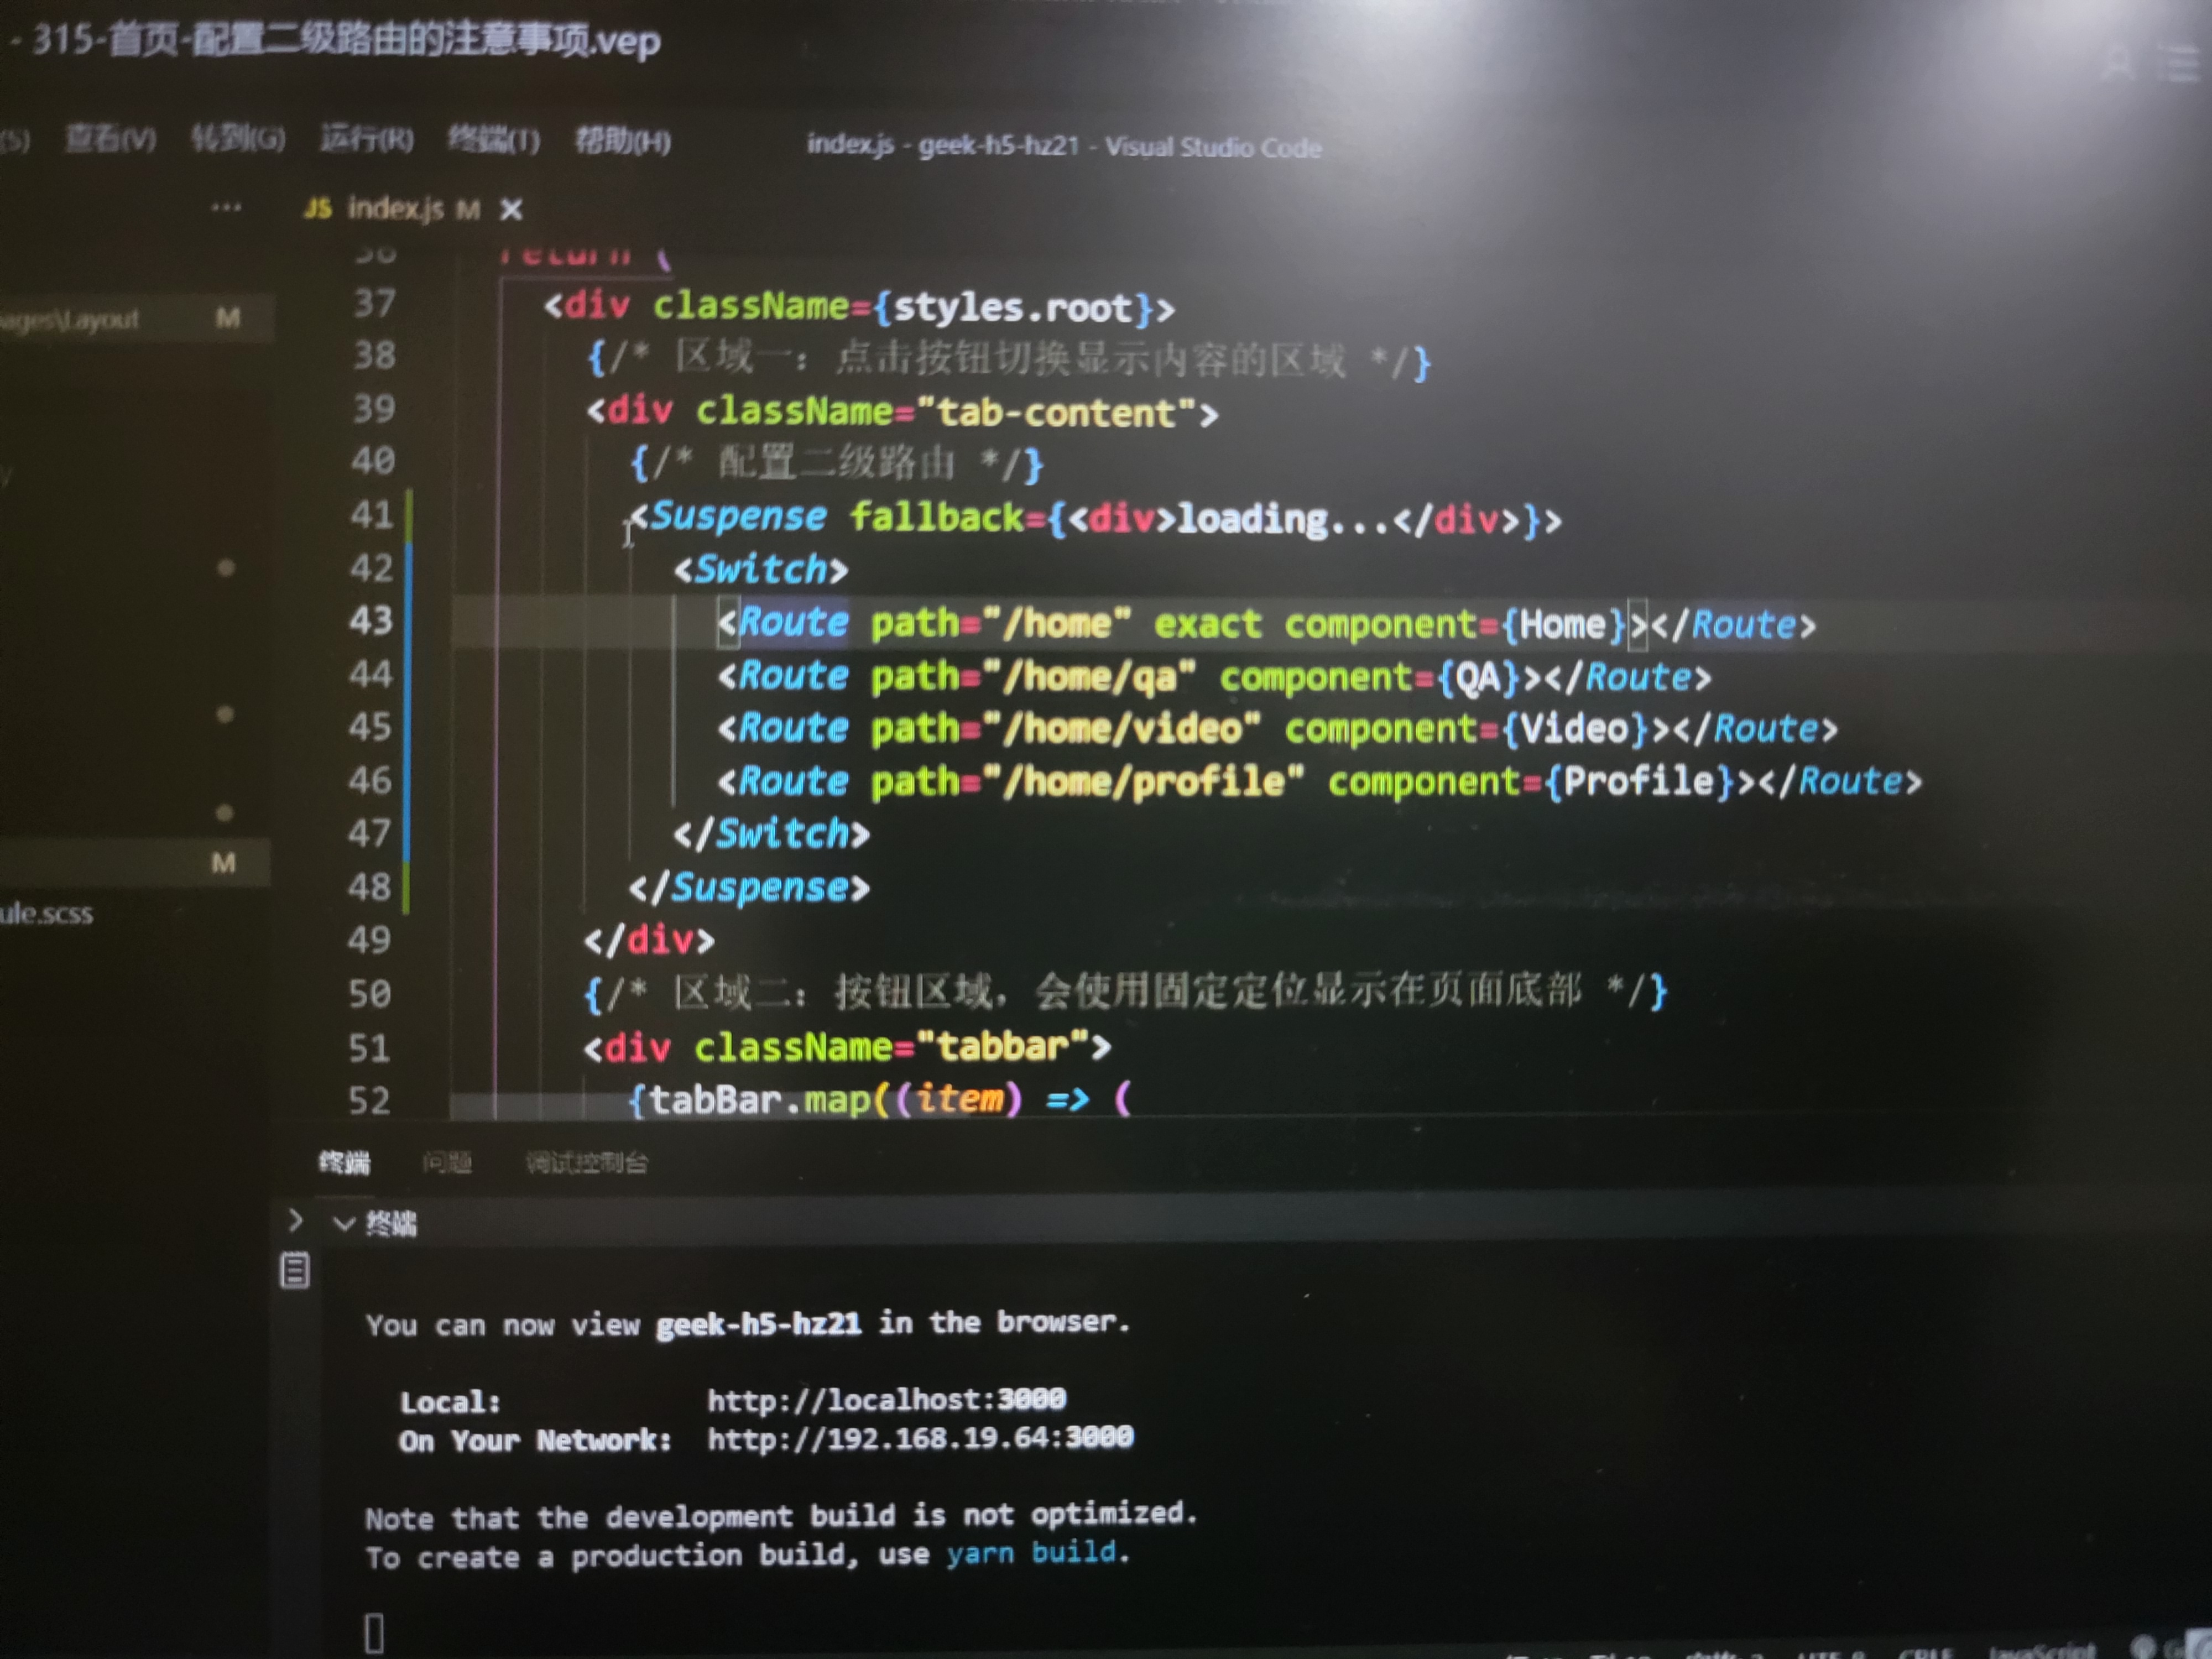 - 315-首页-配置二级路由的注意事项.vep
查看(V) 转到(G) 运行(R) 终端(T) 帮助(H) index.js - geek-h5-hz21 - Visual Studio Code
... JS index.js M ×
36 return (
ages\Layout M
37 <div className={styles.root}>
38 {/* 区域一：点击按钮切换显示内容的区域 */}
39 <div className="tab-content">
40 {/* 配置二级路由 */}
41 <Suspense fallback={<div>loading...</div>}>
42 <Switch>
43 <Route path="/home" exact component={Home}></Route>
44 <Route path="/home/qa" component={QA}></Route>
45 <Route path="/home/video" component={Video}></Route>
46 <Route path="/home/profile" component={Profile}></Route>
47 </Switch>
M
48 </Suspense>
ule.scss
49 </div>
50 {/* 区域二：按钮区域，会使用固定定位显示在页面底部 */}
51 <div className="tabbar">
52 {tabBar.map((item) => (
终端 问题 调试控制台
终端
You can now view geek-h5-hz21 in the browser.
Local: http://localhost:3000
On Your Network: http://192.168.19.64:3000
Note that the development build is not optimized.
To create a production build, use yarn build.
CRLF JavaScript